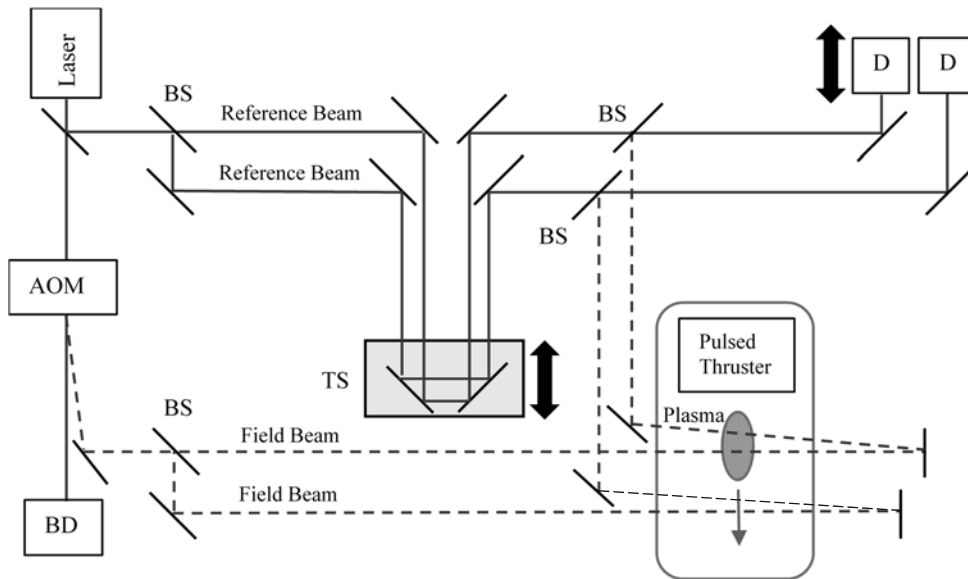 Laser
BS
Reference Beam
BS
D
D
Reference Beam
BS
AOM
Pulsed
Thruster
TS
BS
Plasma
Field Beam
Field Beam
BD